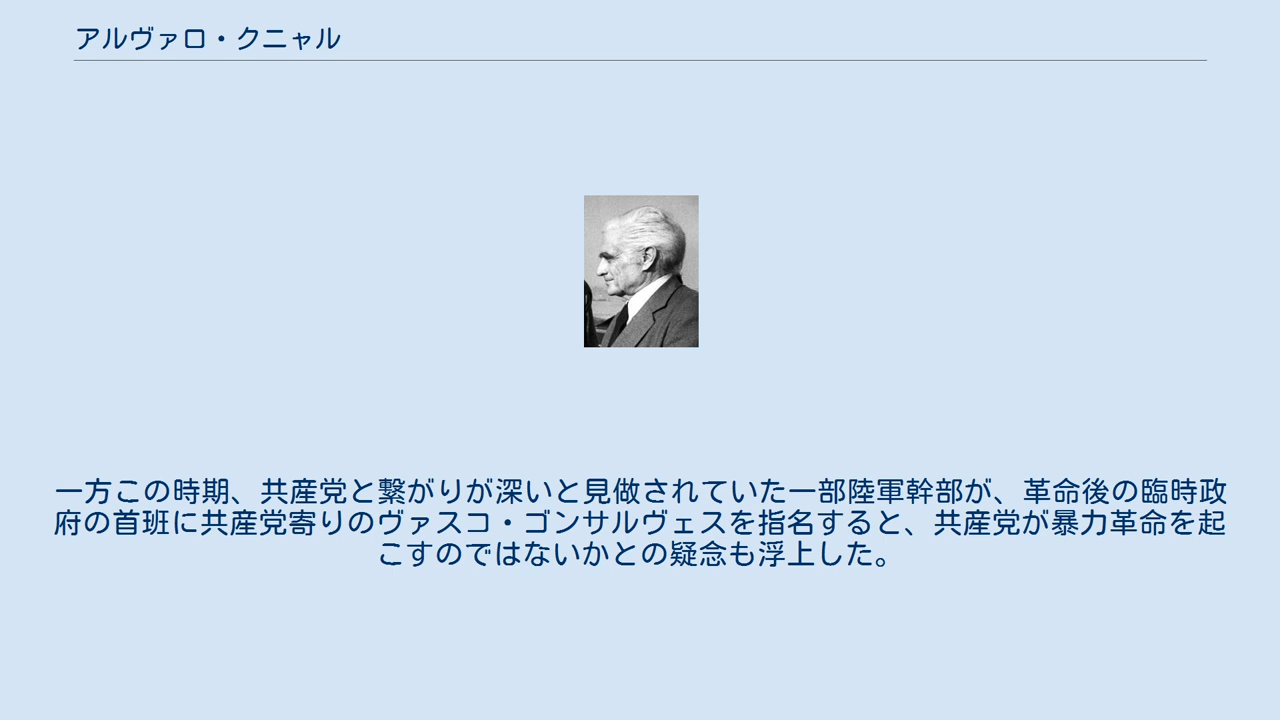 アルヴァロ・クニャル
一方この時期、共産党と繋がりが深いと見做されていた一部陸軍幹部が、革命後の臨時政
府の首班に共産党寄りのヴァスコ・ゴンサルヴェスを指名すると、共産党が暴力革命を起
こすのではないかとの疑念も浮上した。